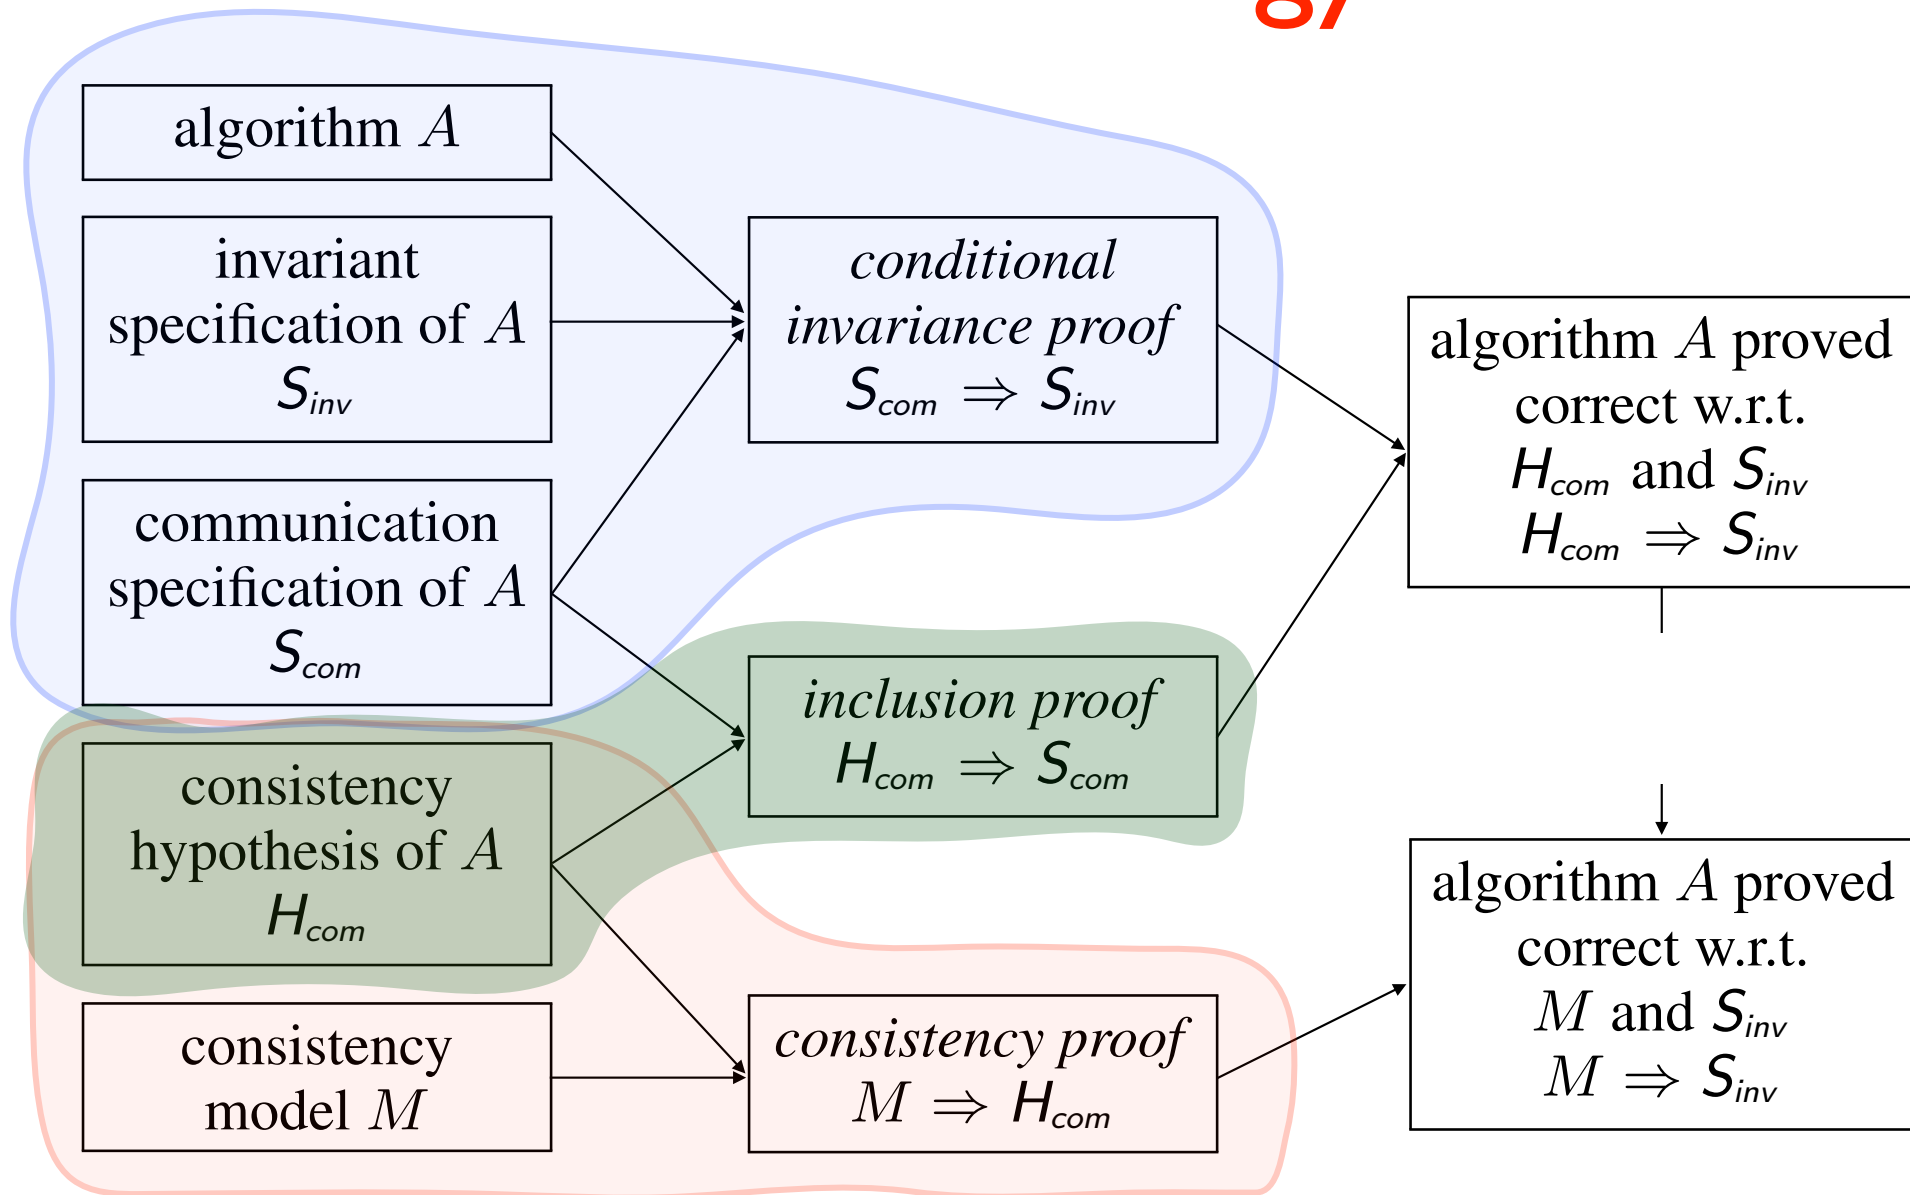 algorithm A
invariant
specification of A
S_inv
communication
specification of A
S_com
consistency
hypothesis of A
H_com
consistency
model M
conditional
invariance proof
S_com ⇒ S_inv
inclusion proof
H_com ⇒ S_com
consistency proof
M ⇒ H_com
algorithm A proved
correct w.r.t.
H_com and S_inv
H_com ⇒ S_inv
algorithm A proved
correct w.r.t.
M and S_inv
M ⇒ S_inv